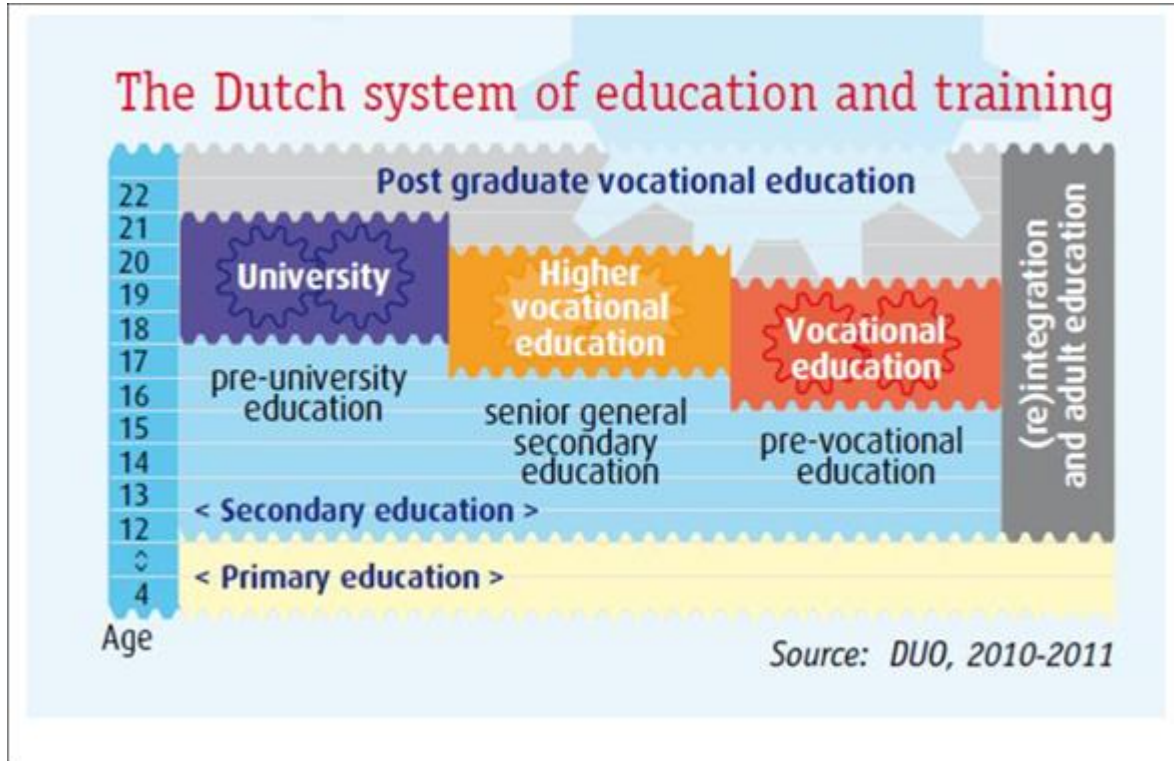 The Dutch system of education and training
Post graduate vocational education
22
21
20
19
18
17
16
15
14
13
12
4
Age
University
pre-university
education
Higher
vocational
education
senior general
secondary
education
Vocational
education
pre-vocational
education
(re)integration
and adult education
< Secondary education >
< Primary education >
Source: DUO, 2010-2011